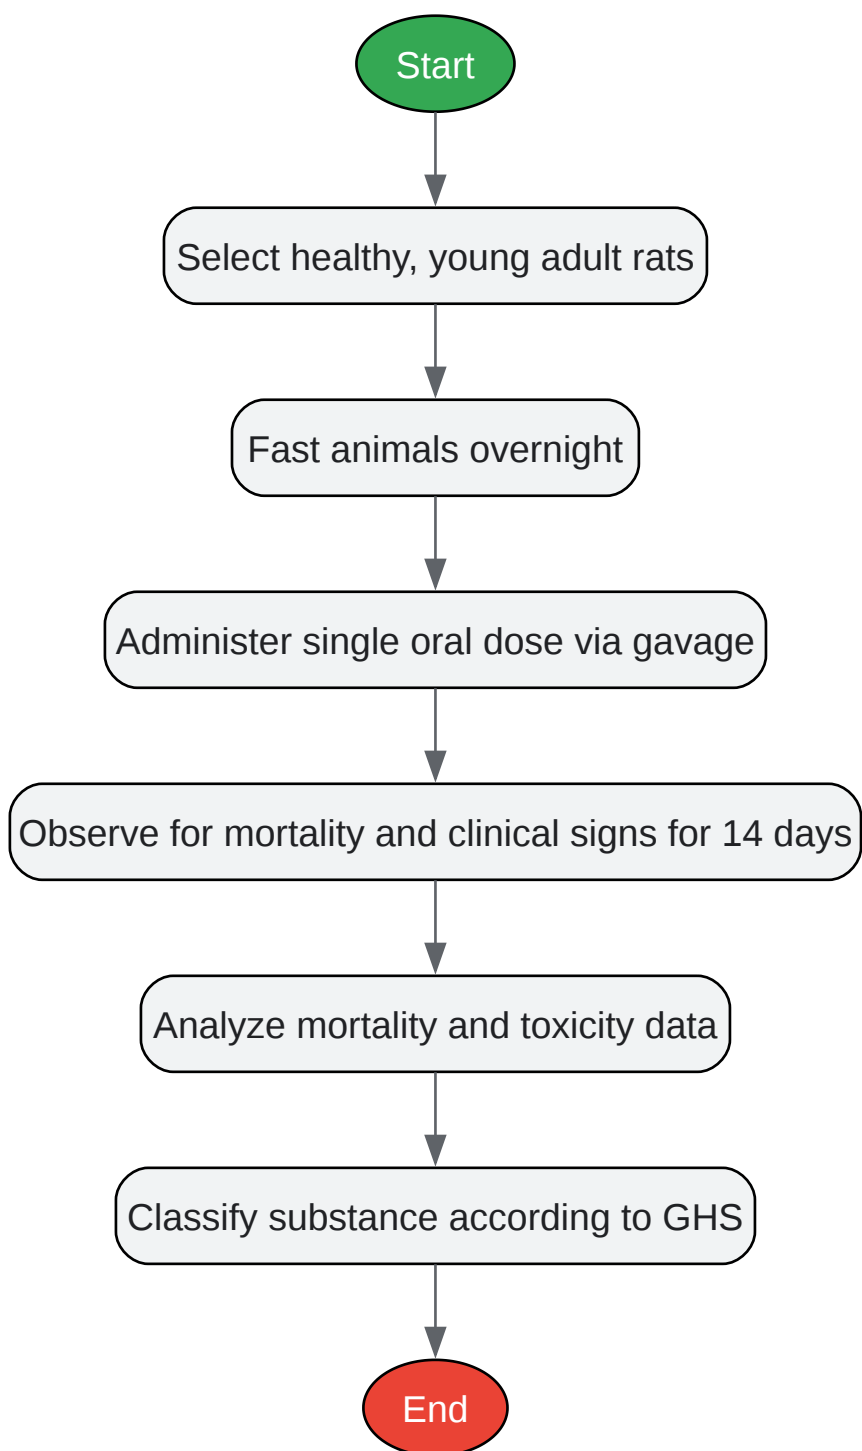 Start
Select healthy, young adult rats
Fast animals overnight
Administer single oral dose via gavage
Observe for mortality and clinical signs for 14 days
Analyze mortality and toxicity data
Classify substance according to GHS
End